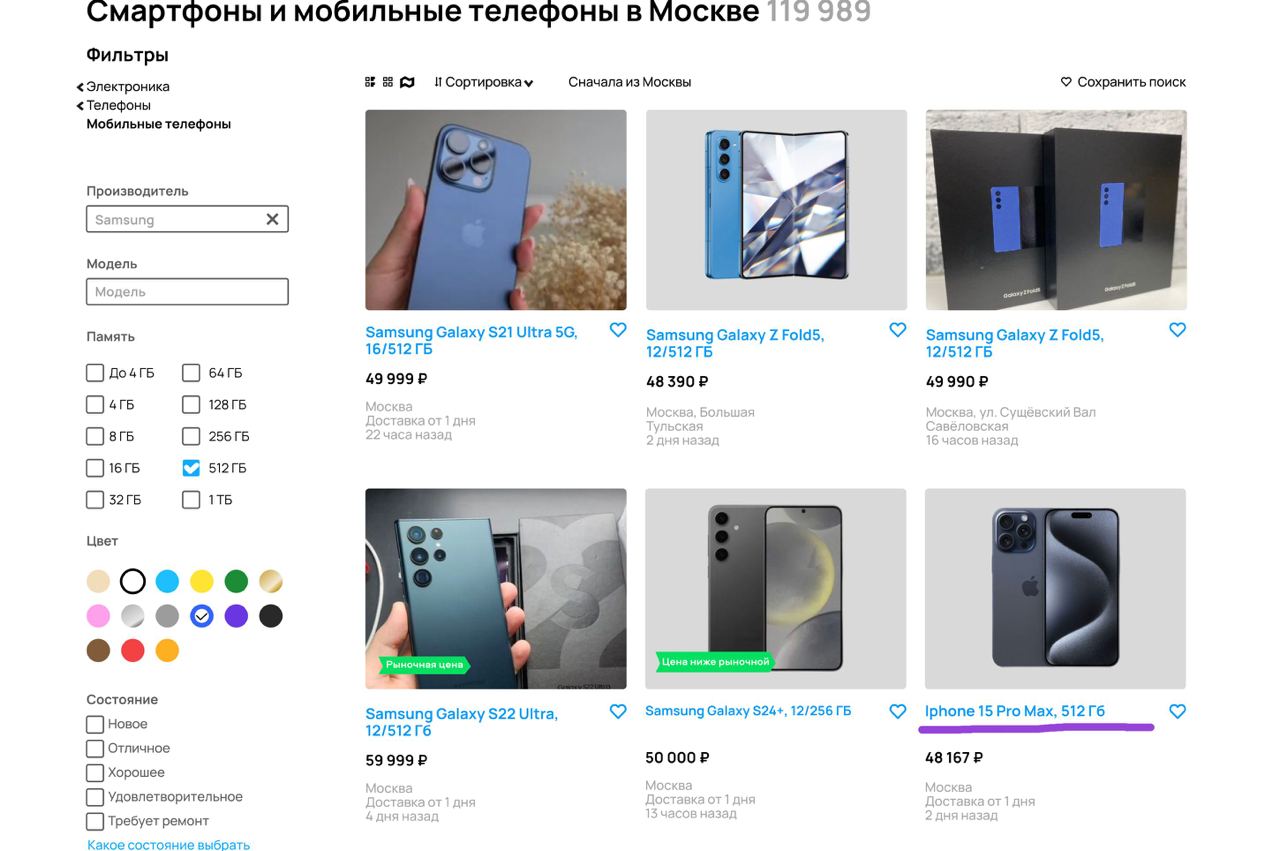 Смартфоны и мобильные телефоны в Москве 119 989
Фильтры
Электроника
Телефоны
Мобильные телефоны
Производитель
Samsung
Модель
Модель
Память
До 4 ГБ
64 ГБ
4 ГБ
128 ГБ
8 ГБ
256 ГБ
16 ГБ
512 ГБ
32 ГБ
1 ТБ
Цвет
Состояние
Новое
Отличное
Хорошее
Удовлетворительное
Требует ремонт
Какое состояние выбрать
Сортировка
Сначала из Москвы
Сохранить поиск
Samsung Galaxy S21 Ultra 5G,
16/512 ГБ
49 999 ₽
Москва
Доставка от 1 дня
22 часа назад
Samsung Galaxy Z Fold5,
12/512 ГБ
48 390 ₽
Москва, Большая
Тульская
2 дня назад
Galaxy Z Fold5
Galaxy Z Fold5
Samsung Galaxy Z Fold5,
12/512 ГБ
49 990 ₽
Москва, ул. Сущёвский Вал
Савёловская
16 часов назад
Рыночная цена
Galaxy S22 Ultra
Samsung Galaxy S22 Ultra,
12/512 Гб
59 999 ₽
Москва
Доставка от 1 дня
4 дня назад
Цена ниже рыночной
Samsung Galaxy S24+, 12/256 ГБ
50 000 ₽
Москва
Доставка от 1 дня
13 часов назад
Iphone 15 Pro Max, 512 Гб
48 167 ₽
Москва
Доставка от 1 дня
2 дня назад